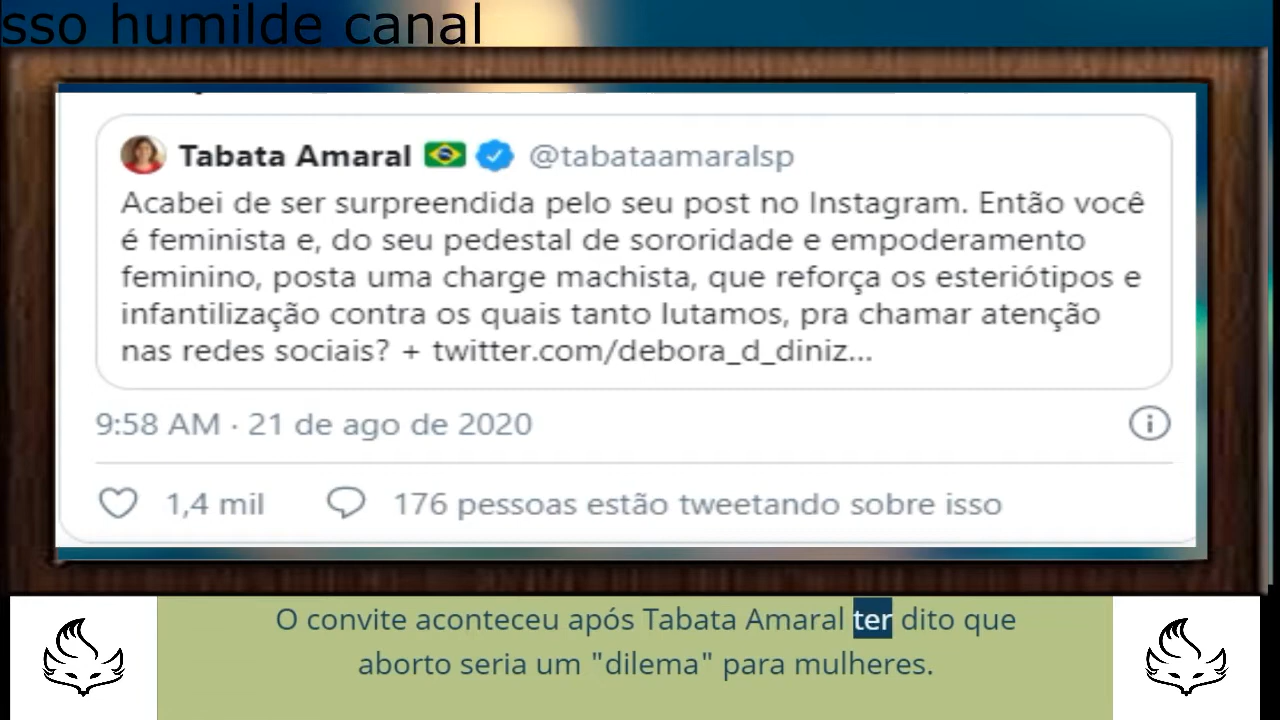 sso humilde canal
Tabata Amaral @tabataamaralsp
Acabei de ser surpreendida pelo seu post no Instagram. Então você
é feminista e, do seu pedestal de sororidade e empoderamento
feminino, posta uma charge machista, que reforça os esteriótipos e
infantilização contra os quais tanto lutamos, pra chamar atenção
nas redes sociais? + twitter.com/debora_d_diniz...
9:58 AM · 21 de ago de 2020
1,4 mil 176 pessoas estão tweetando sobre isso
O convite aconteceu após Tabata Amaral ter dito que
aborto seria um "dilema" para mulheres.